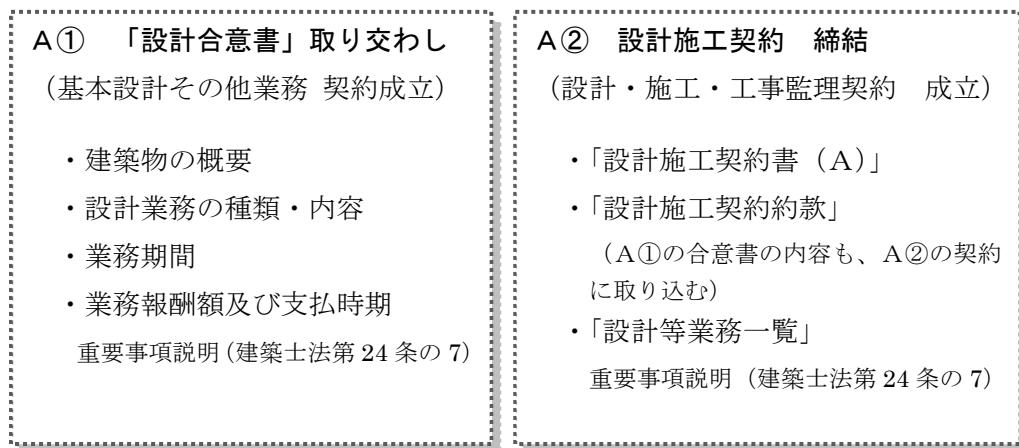 A① 「設計合意書」取り交わし
（基本設計その他業務 契約成立）
・建築物の概要
・設計業務の種類・内容
・業務期間
・業務報酬額及び支払時期
重要事項説明（建築士法第 24 条の 7）
A② 設計施工契約 締結
（設計・施工・工事監理契約 成立）
・「設計施工契約書（A）」
・「設計施工契約約款」
（A①の合意書の内容も、A②の契約
に取り込む）
・「設計等業務一覧」
重要事項説明（建築士法第 24 条の 7）